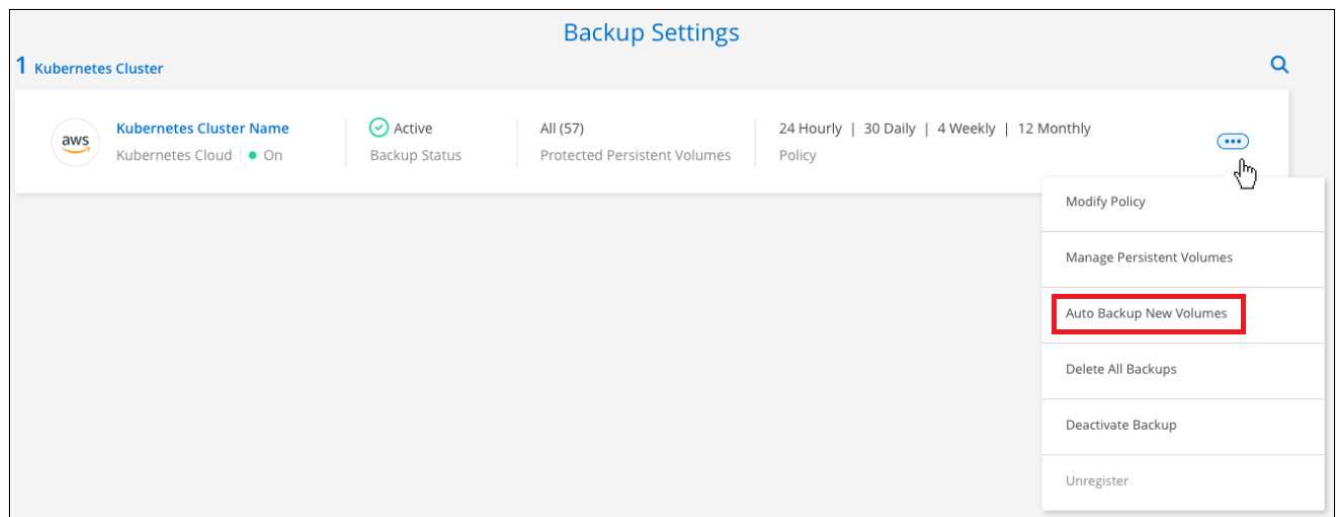 Backup Settings
1 Kubernetes Cluster
aws
Kubernetes Cluster Name
Kubernetes Cloud | On
Active
Backup Status
All (57)
Protected Persistent Volumes
24 Hourly | 30 Daily | 4 Weekly | 12 Monthly
Policy
Modify Policy
Manage Persistent Volumes
Auto Backup New Volumes
Delete All Backups
Deactivate Backup
Unregister